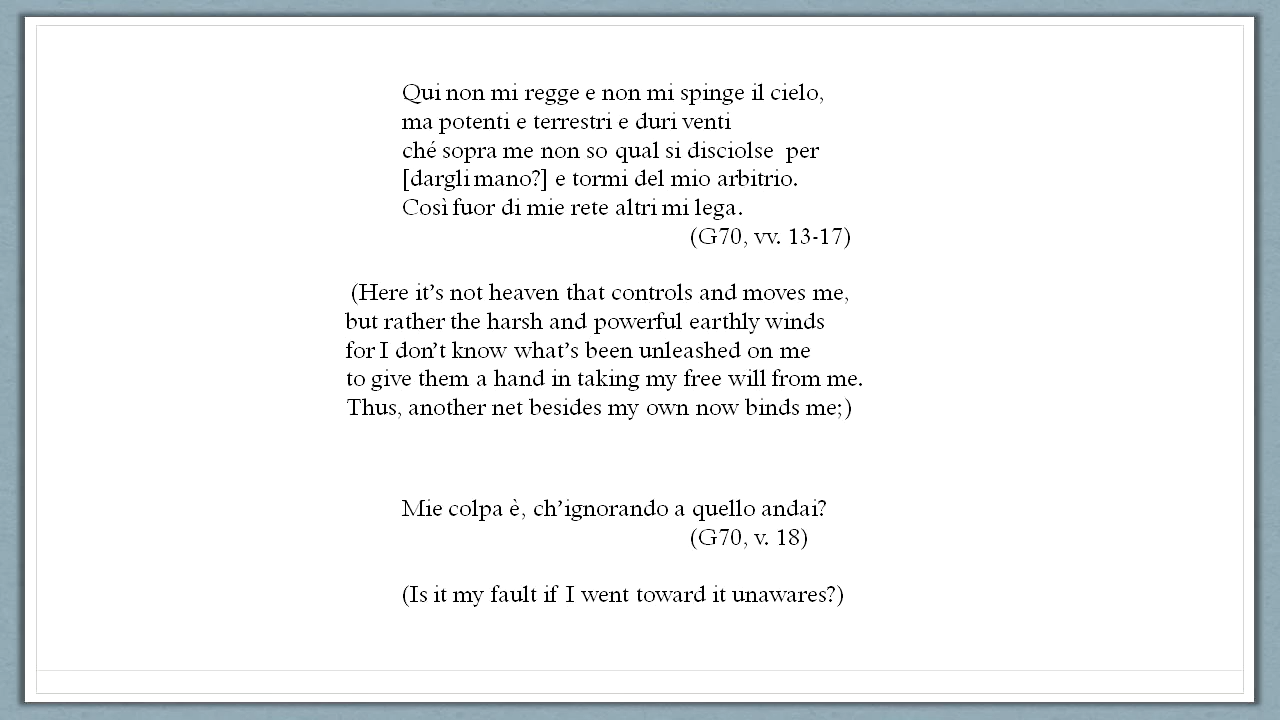 Qui non mi regge e non mi spinge il cielo,
ma potenti e terrestri e duri venti
ché sopra me non so qual si disciolse per
[dargli mano?] e tormi del mio arbitrio.
Così fuor di mie rete altri mi lega.
(G70, vv. 13-17)
(Here it’s not heaven that controls and moves me,
but rather the harsh and powerful earthly winds
for I don’t know what’s been unleashed on me
to give them a hand in taking my free will from me.
Thus, another net besides my own now binds me;)
Mie colpa è, ch’ignorando a quello andai?
(G70, v. 18)
(Is it my fault if I went toward it unawares?)